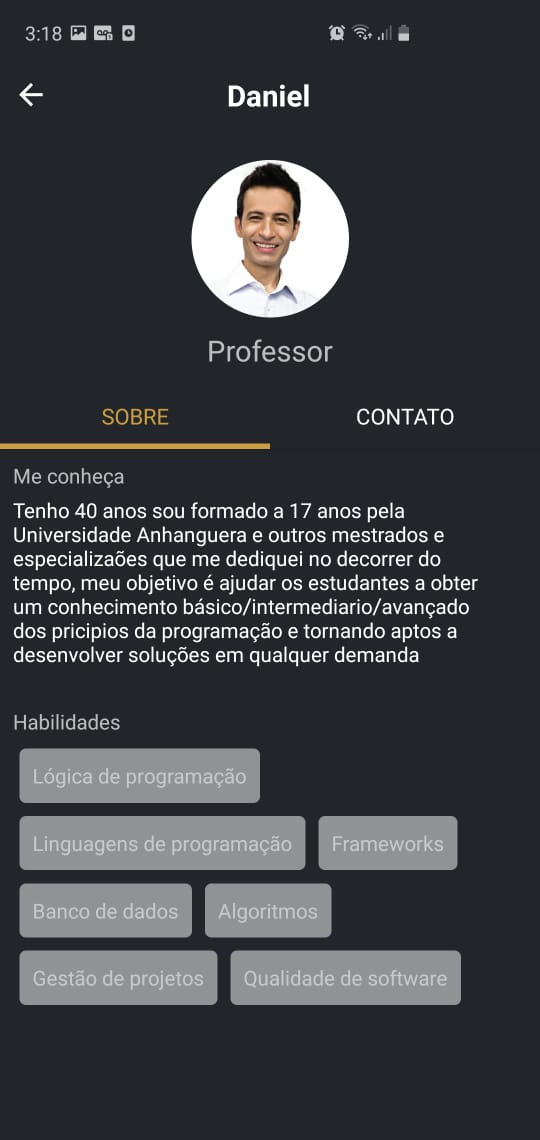 3:18
Daniel
Professor
SOBRE
CONTATO
Me conheça
Tenho 40 anos sou formado a 17 anos pela
Universidade Anhanguera e outros mestrados e
especializaões que me dediquei no decorrer do
tempo, meu objetivo é ajudar os estudantes a obter
um conhecimento básico/intermediario/avançado
dos pricipios da programação e tornando aptos a
desenvolver soluções em qualquer demanda
Habilidades
Lógica de programação
Linguagens de programação Frameworks
Banco de dados Algoritmos
Gestão de projetos Qualidade de software